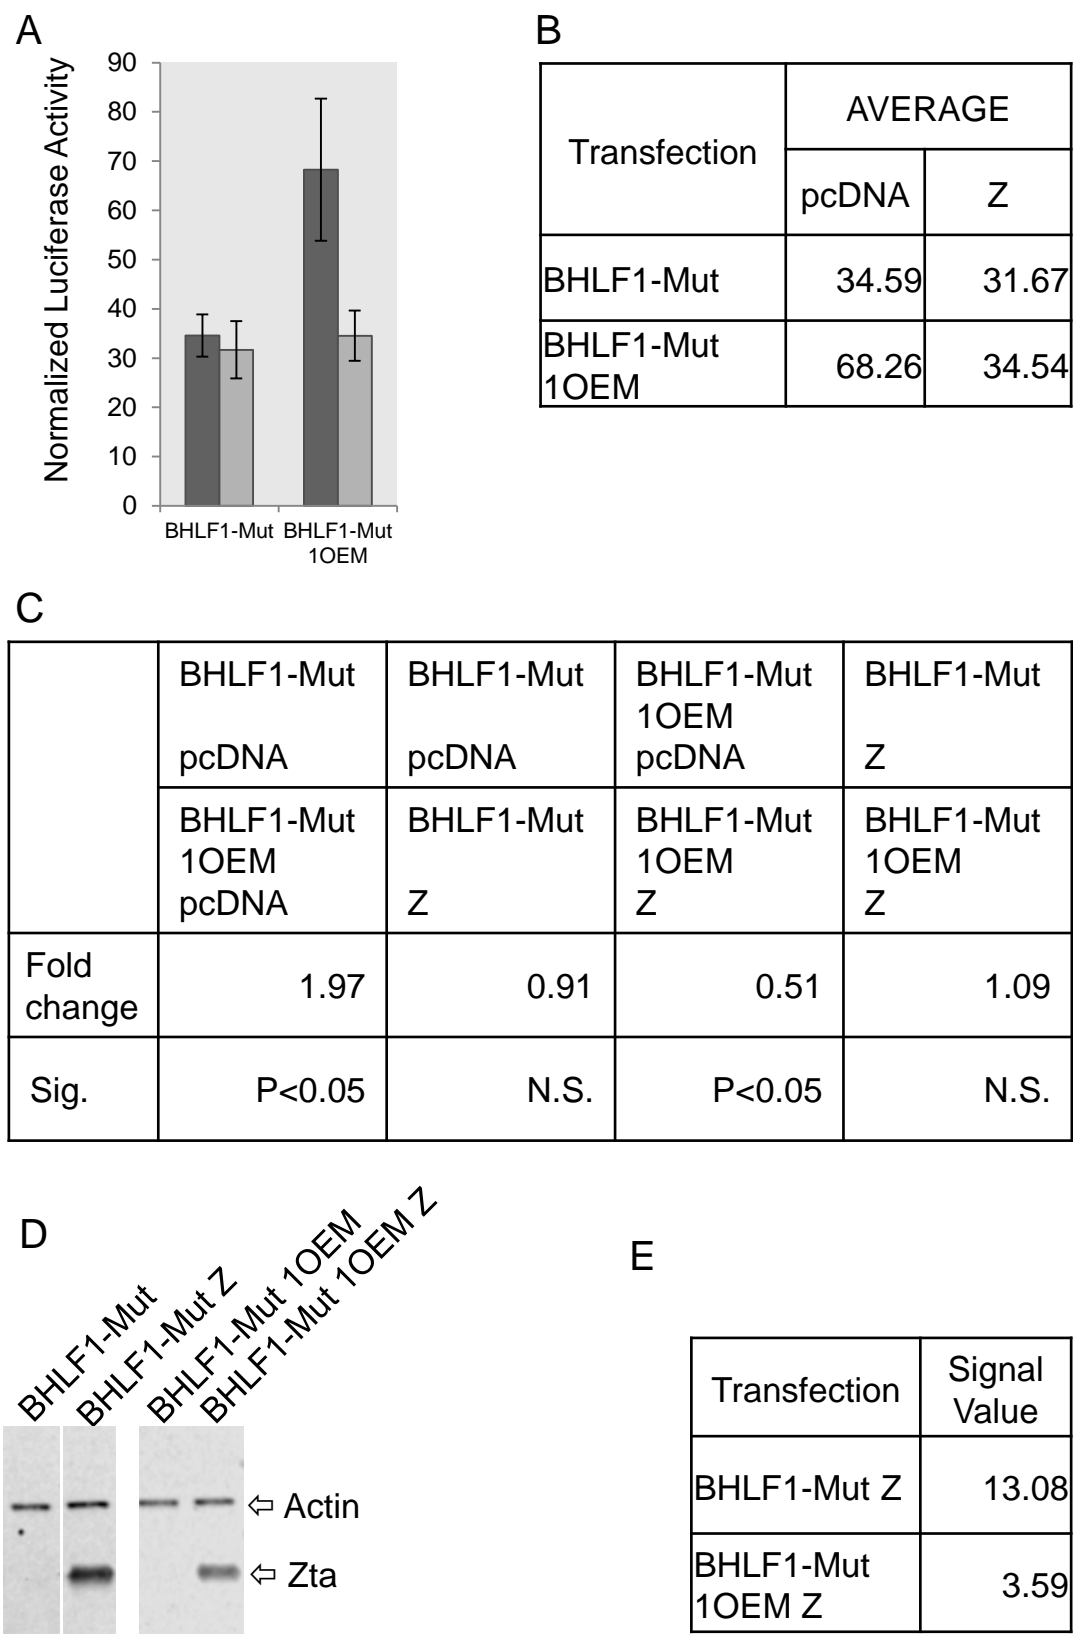 A
Normalized Luciferase Activity
90
80
70
60
50
40
30
20
10
0
BHLF1-Mut
BHLF1-Mut
1OEM
B
Transfection
AVERAGE
pcDNA
Z
BHLF1-Mut
34.59
31.67
BHLF1-Mut
1OEM
68.26
34.54
C
BHLF1-Mut
pcDNA
BHLF1-Mut
pcDNA
BHLF1-Mut
1OEM
pcDNA
BHLF1-Mut
Z
BHLF1-Mut
1OEM
pcDNA
BHLF1-Mut
Z
BHLF1-Mut
1OEM
Z
BHLF1-Mut
1OEM
Z
Fold
change
1.97
0.91
0.51
1.09
Sig.
P<0.05
N.S.
P<0.05
N.S.
D
BHLF1-Mut
BHLF1-Mut Z
BHLF1-Mut 1OEM
BHLF1-Mut 1OEM Z
⇦ Actin
⇦ Zta
E
Transfection
Signal
Value
BHLF1-Mut Z
13.08
BHLF1-Mut
1OEM Z
3.59